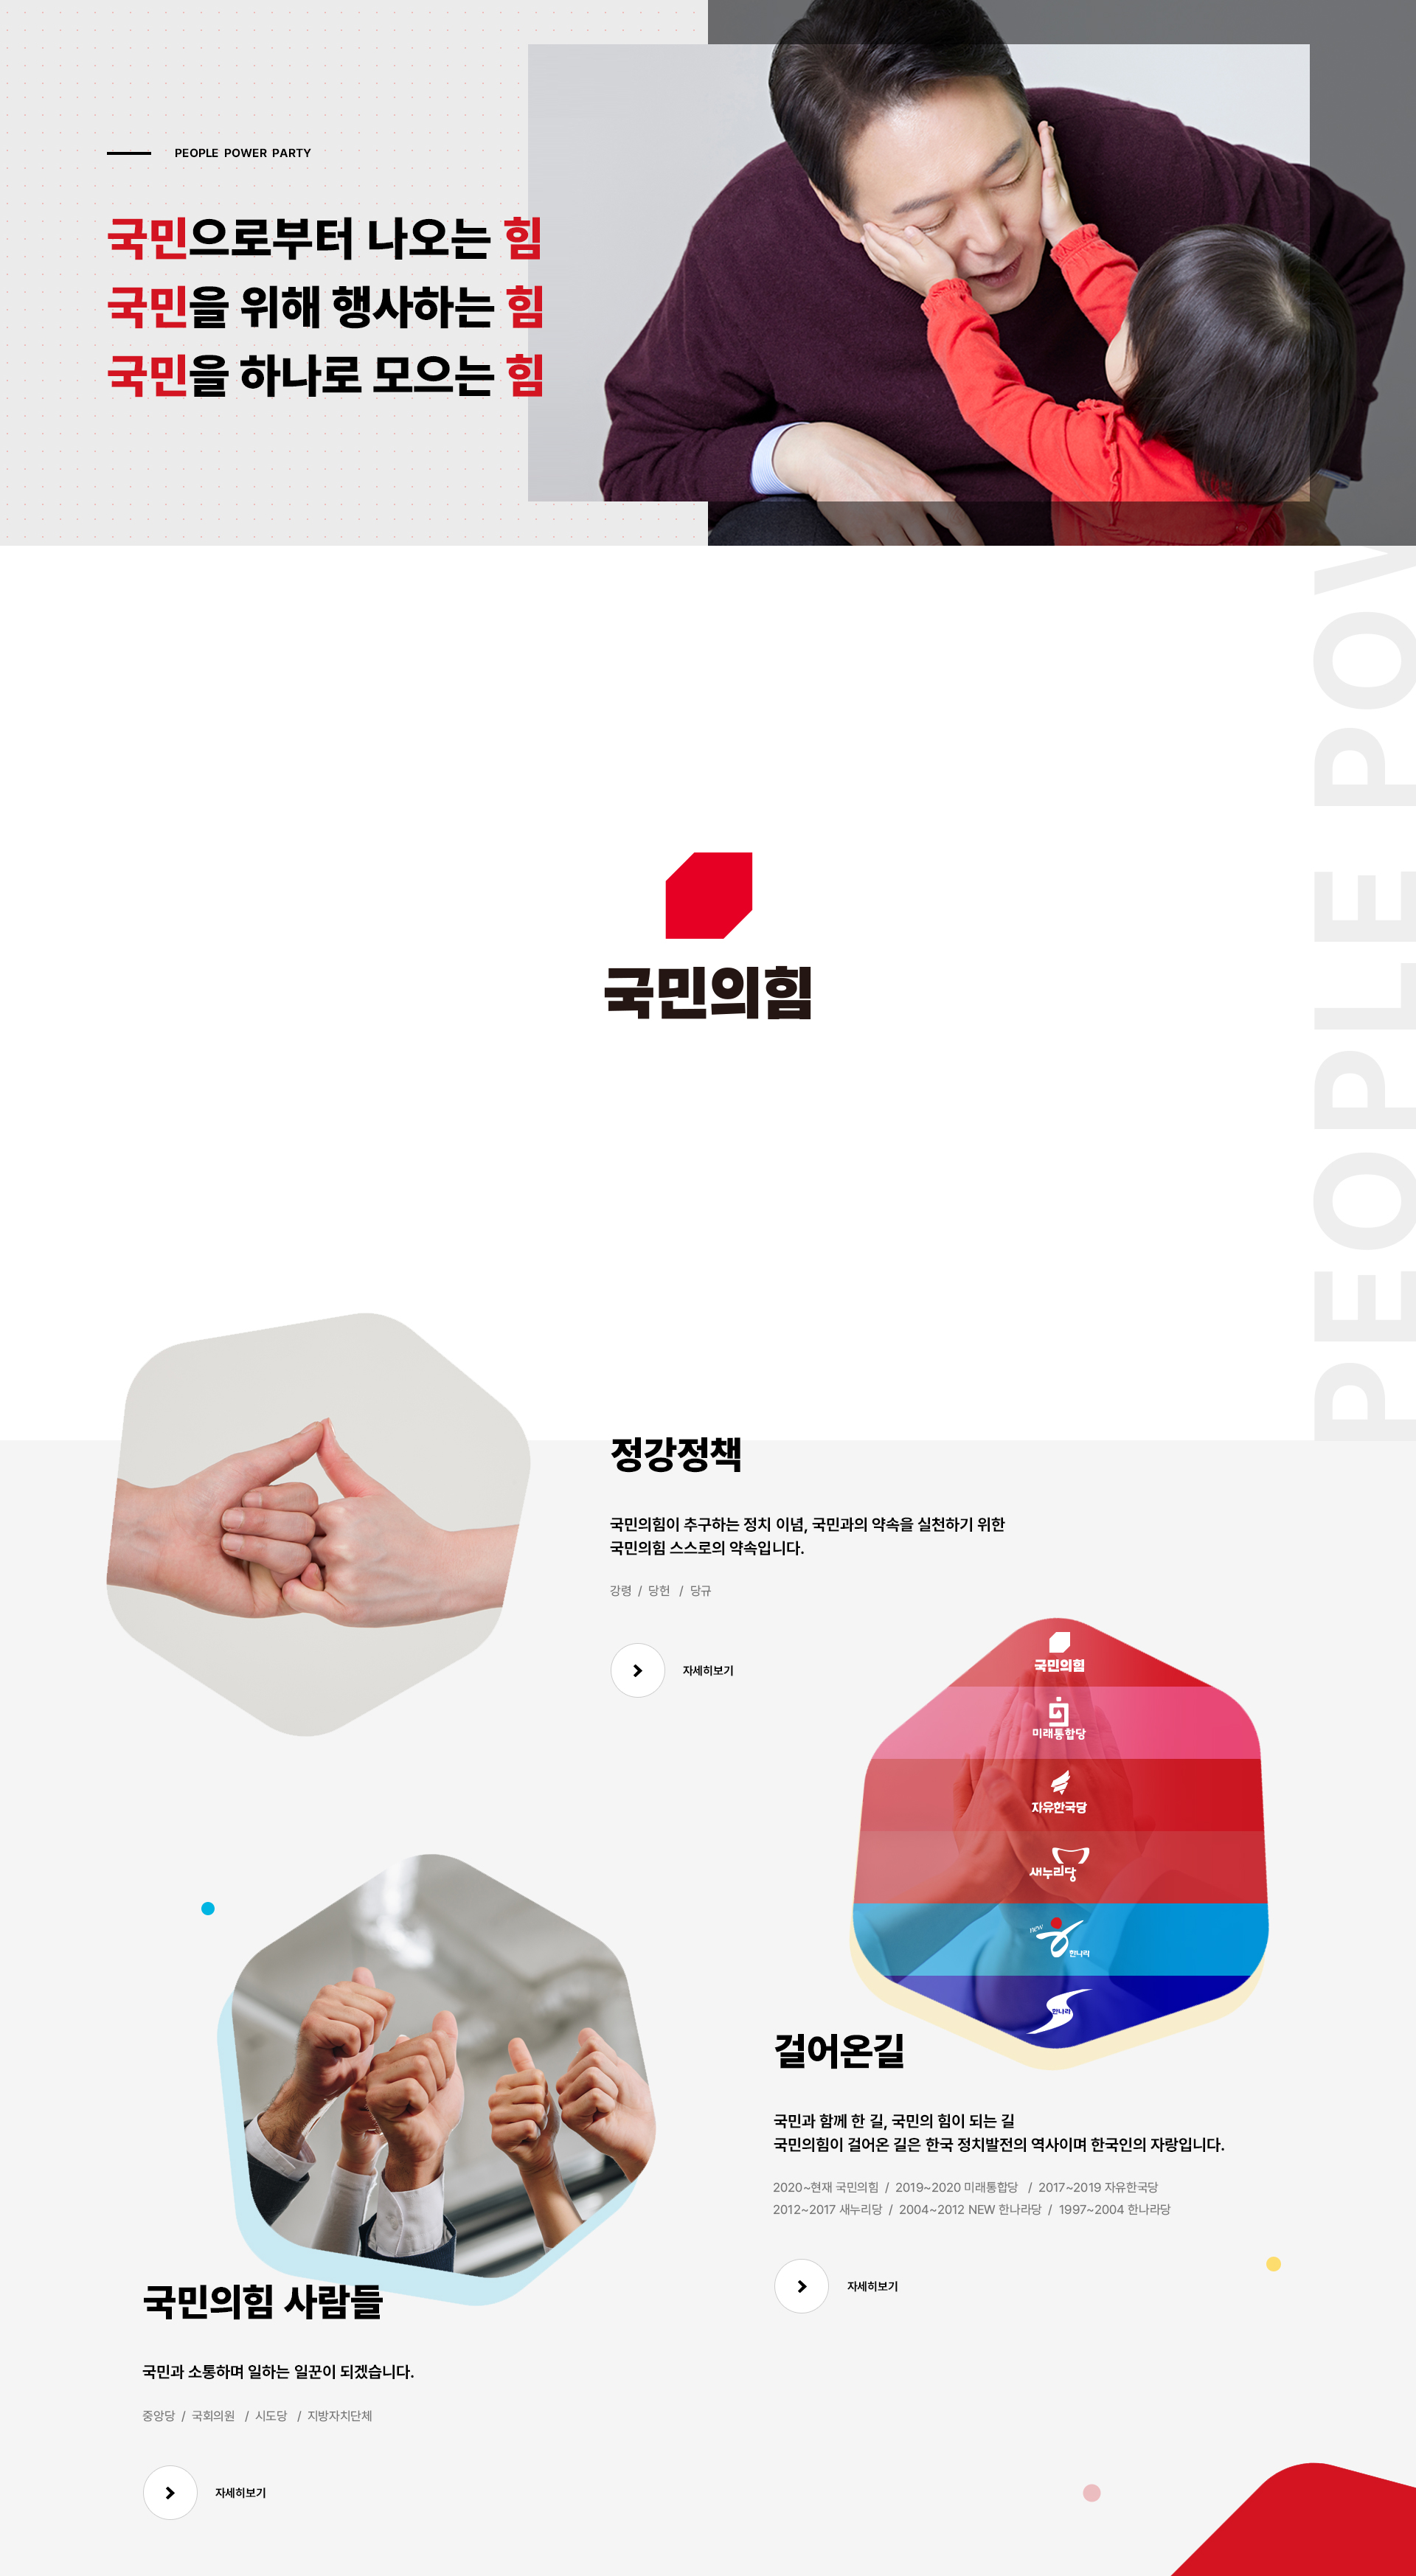 PEOPLE POWER PARTY
국민으로부터 나오는 힘
국민을 위해 행사하는 힘
국민을 하나로 모으는 힘
PEOPLE POW
국민의힘
정강정책
국민의힘이 추구하는 정치 이념, 국민과의 약속을 실천하기 위한
국민의힘 스스로의 약속입니다.
강령 / 당헌 / 당규
자세히보기
국민의힘
미래통합당
자유한국당
새누리당
new 한나라
한나라
걸어온길
국민과 함께 한 길, 국민의 힘이 되는 길
국민의힘이 걸어온 길은 한국 정치발전의 역사이며 한국인의 자랑입니다.
2020~현재 국민의힘 / 2019~2020 미래통합당 / 2017~2019 자유한국당
2012~2017 새누리당 / 2004~2012 NEW 한나라당 / 1997~2004 한나라당
자세히보기
국민의힘 사람들
국민과 소통하며 일하는 일꾼이 되겠습니다.
중앙당 / 국회의원 / 시도당 / 지방자치단체
자세히보기